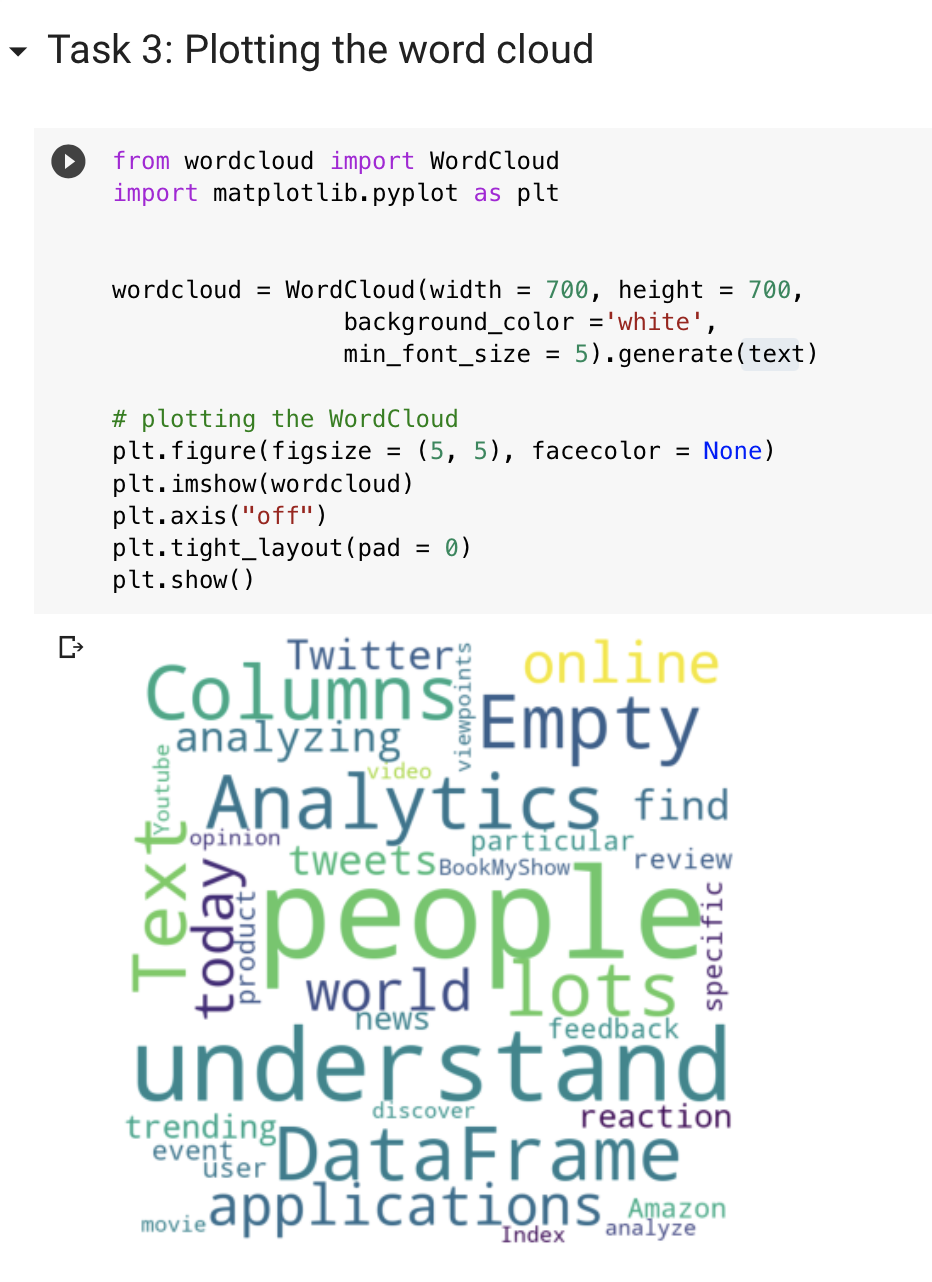 Task 3: Plotting the word cloud
from wordcloud import WordCloud
import matplotlib.pyplot as plt
wordcloud = WordCloud(width = 700, height = 700,
background_color ='white',
min_font_size = 5).generate(text)
# plotting the WordCloud
plt.figure(figsize = (5, 5), facecolor = None)
plt.imshow(wordcloud)
plt.axis("off")
plt.tight_layout(pad = 0)
plt.show()
Twitter
online
Columns
viewpoints
Empty
analyzing
Youtube
video
Analytics
find
opinion
particular
Text
tweets
BookMyShow
review
today
product
people
specific
world
lots
news
feedback
understand
discover
reaction
trending
event
user
DataFrame
applications
Amazon
movie
Index
analyze